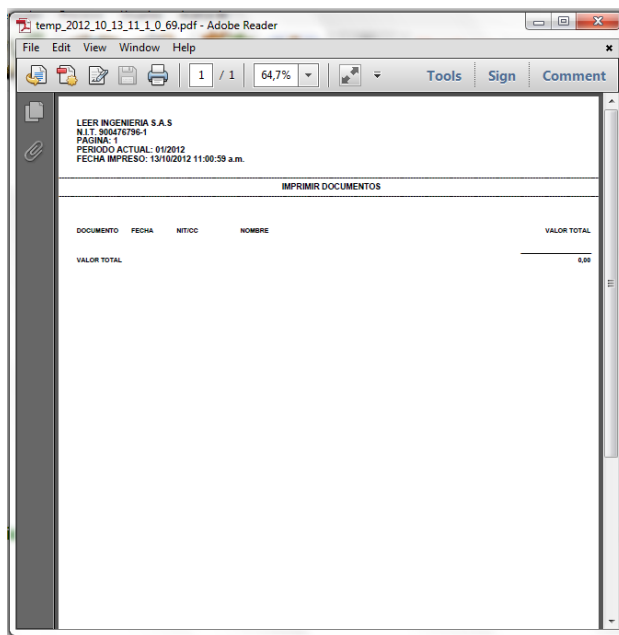 temp_2012_10_13_11_1_0_69.pdf - Adobe Reader
File Edit View Window Help
1 / 1 64,7% Tools Sign Comment
LEER INGENIERIA S.A.S
N.I.T. 900476796-1
PAGINA: 1
PERIODO ACTUAL: 01/2012
FECHA IMPRESO: 13/10/2012 11:00:59 a.m.
IMPRIMIR DOCUMENTOS
DOCUMENTO FECHA NIT/CC NOMBRE VALOR TOTAL
VALOR TOTAL 0,00